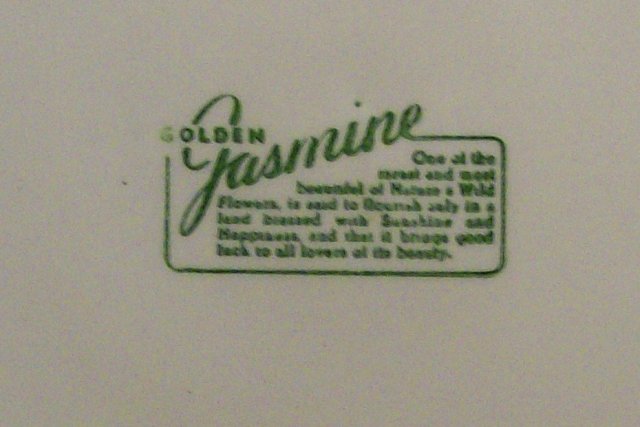 GOLDEN
Jasmine
One of the
rarest and most
beautiful of Nature s Wild
Flowers, is said to flourish only in a
land blessed with Sunshine and
Happiness, and that it brings good
luck to all lovers of its beauty.